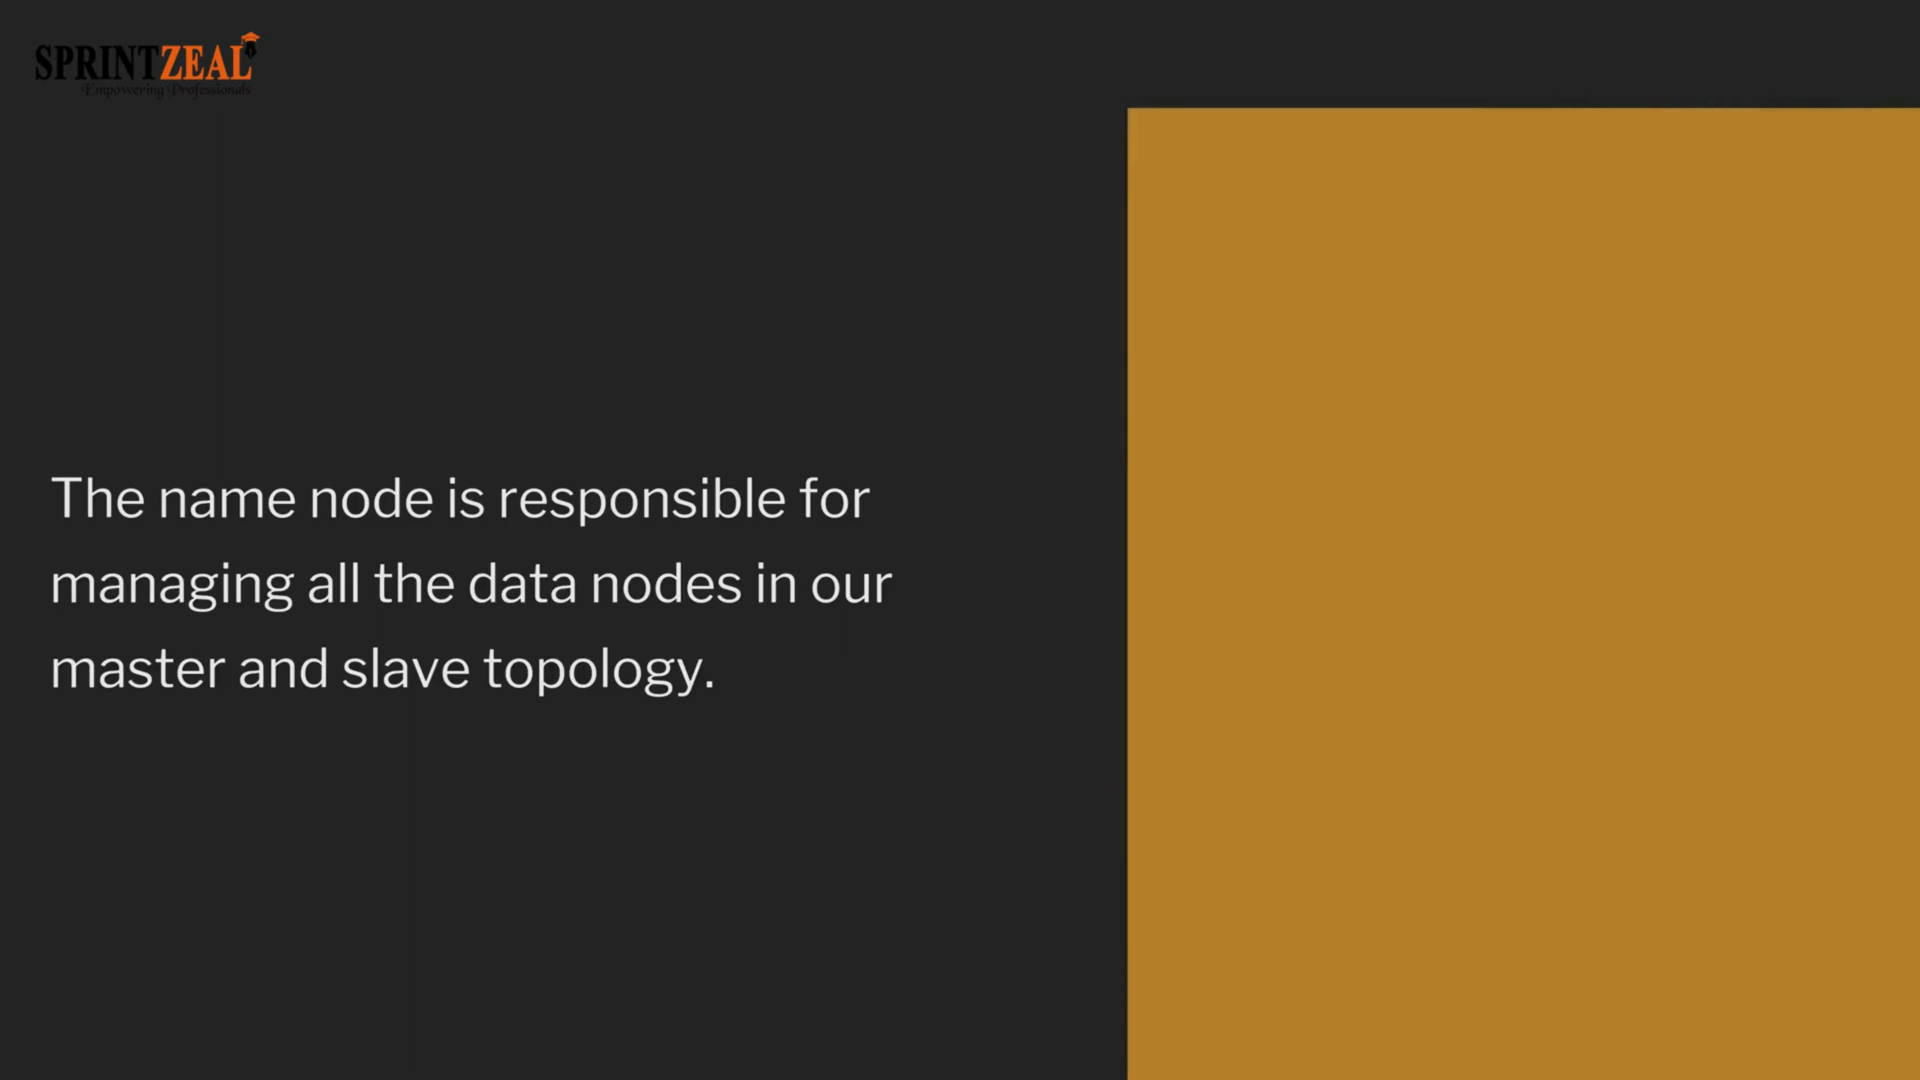 SPRINTZEAL
Empowering Professionals
The name node is responsible for
managing all the data nodes in our
master and slave topology.